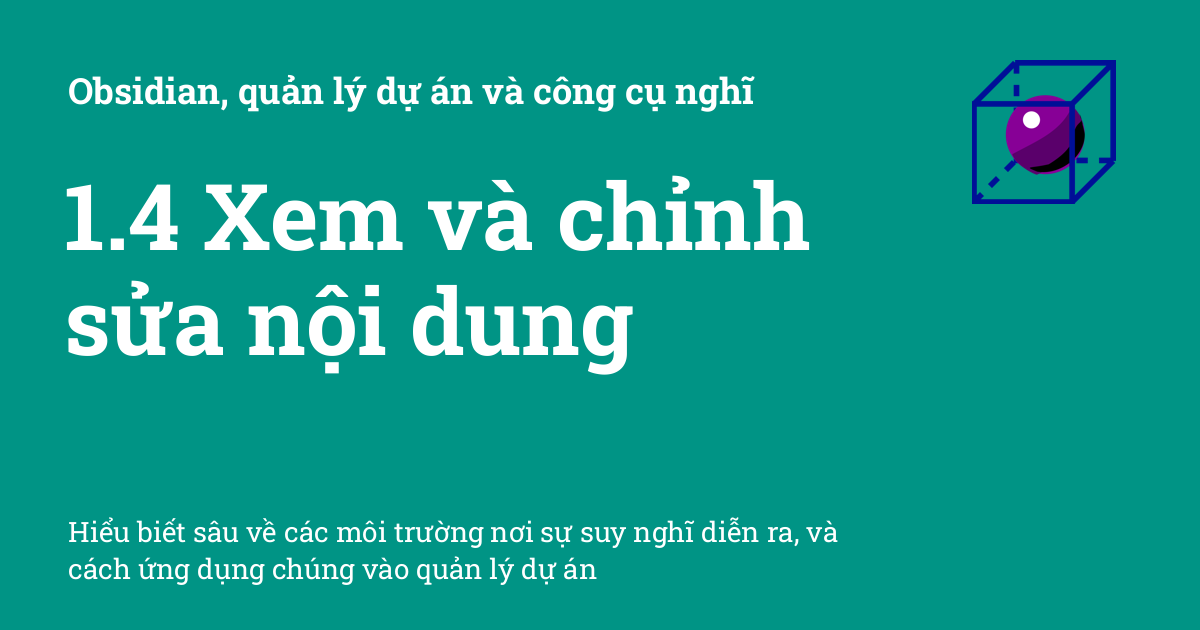 Obsidian, quản lý dự án và công cụ nghĩ
1.4 Xem và chỉnh
sửa nội dung
Hiểu biết sâu về các môi trường nơi sự suy nghĩ diễn ra, và
cách ứng dụng chúng vào quản lý dự án